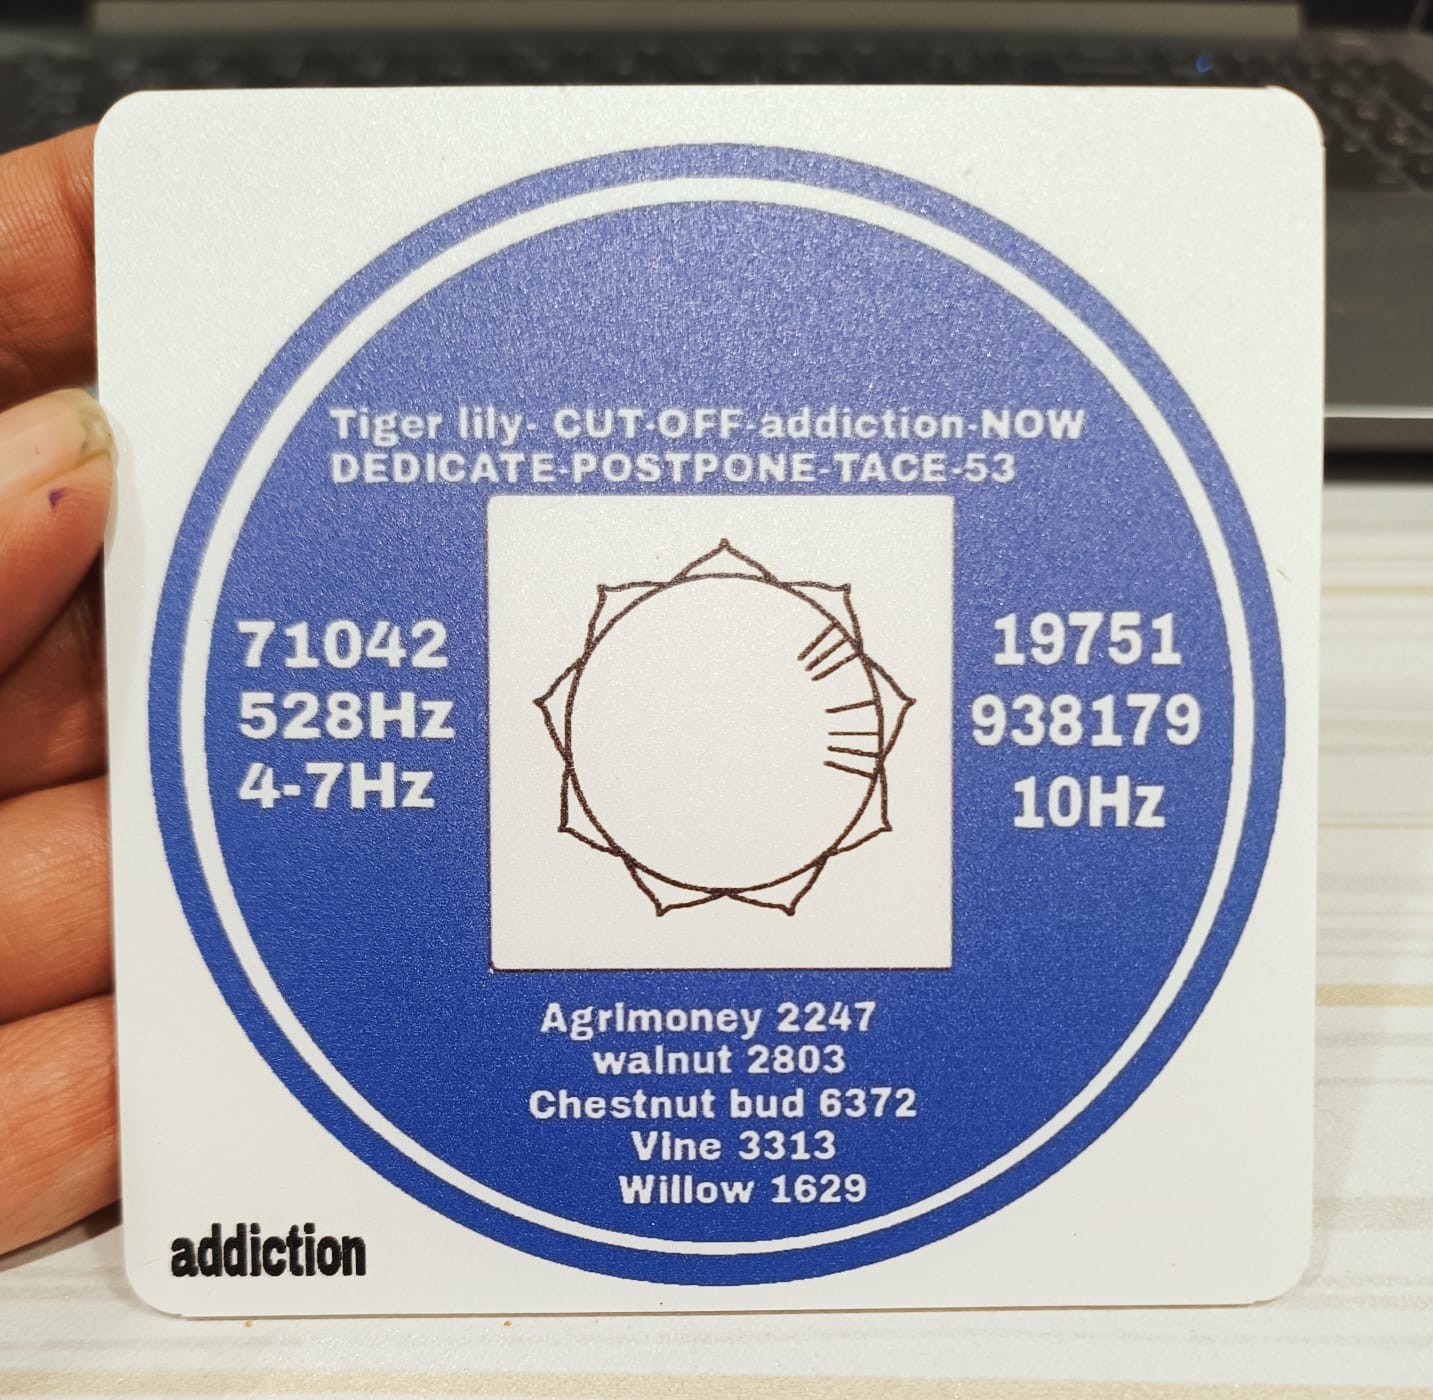 Tiger lily- CUT-OFF-addiction-NOW
DEDICATE-POSTPONE-TACE-53
71042
528Hz
4-7Hz
19751
938179
10Hz
Agrimoney 2247
walnut 2803
Chestnut bud 6372
Vine 3313
Willow 1629
addiction